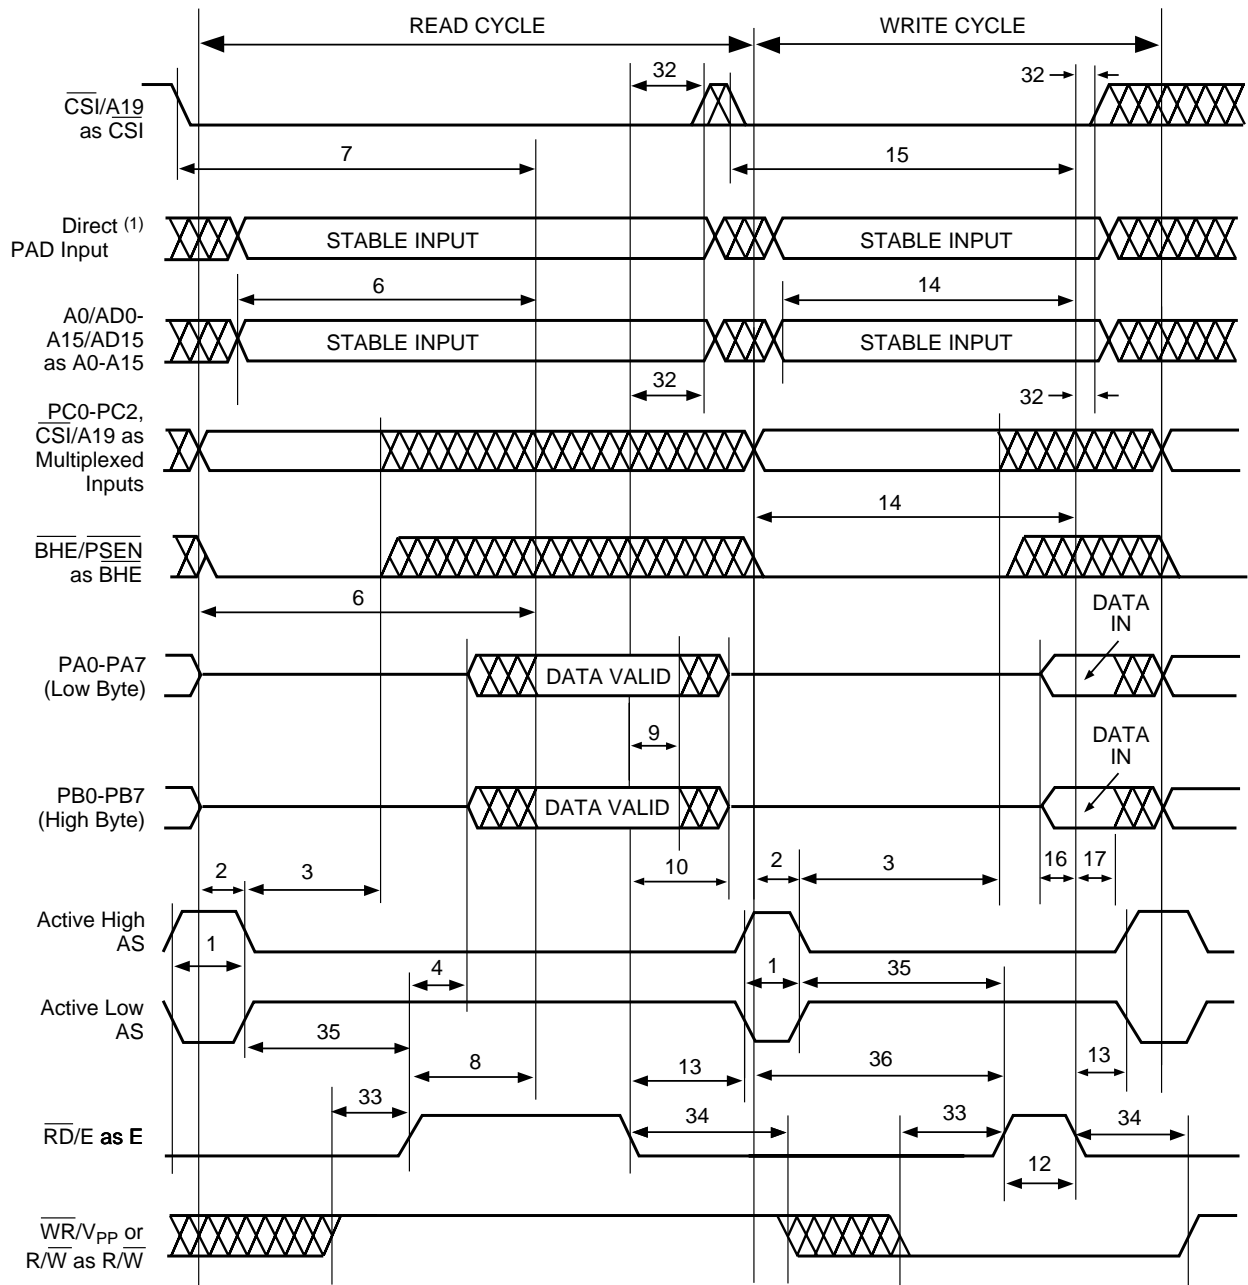 READ CYCLE
WRITE CYCLE
32
32
CSI/A19
as CSI
7
15
Direct (1)
PAD Input
STABLE INPUT
STABLE INPUT
6
14
A0/AD0-
A15/AD15
as A0-A15
STABLE INPUT
STABLE INPUT
32
32
PC0-PC2,
CSI/A19 as
Multiplexed
Inputs
14
BHE/PSEN
as BHE
6
DATA
IN
PA0-PA7
(Low Byte)
DATA VALID
9
DATA
IN
PB0-PB7
(High Byte)
DATA VALID
2
3
10
2
3
16
17
Active High
AS
1
4
1
35
Active Low
AS
35
8
13
36
13
33
34
33
34
RD/E as E
12
WR/VPP or
R/W as R/W